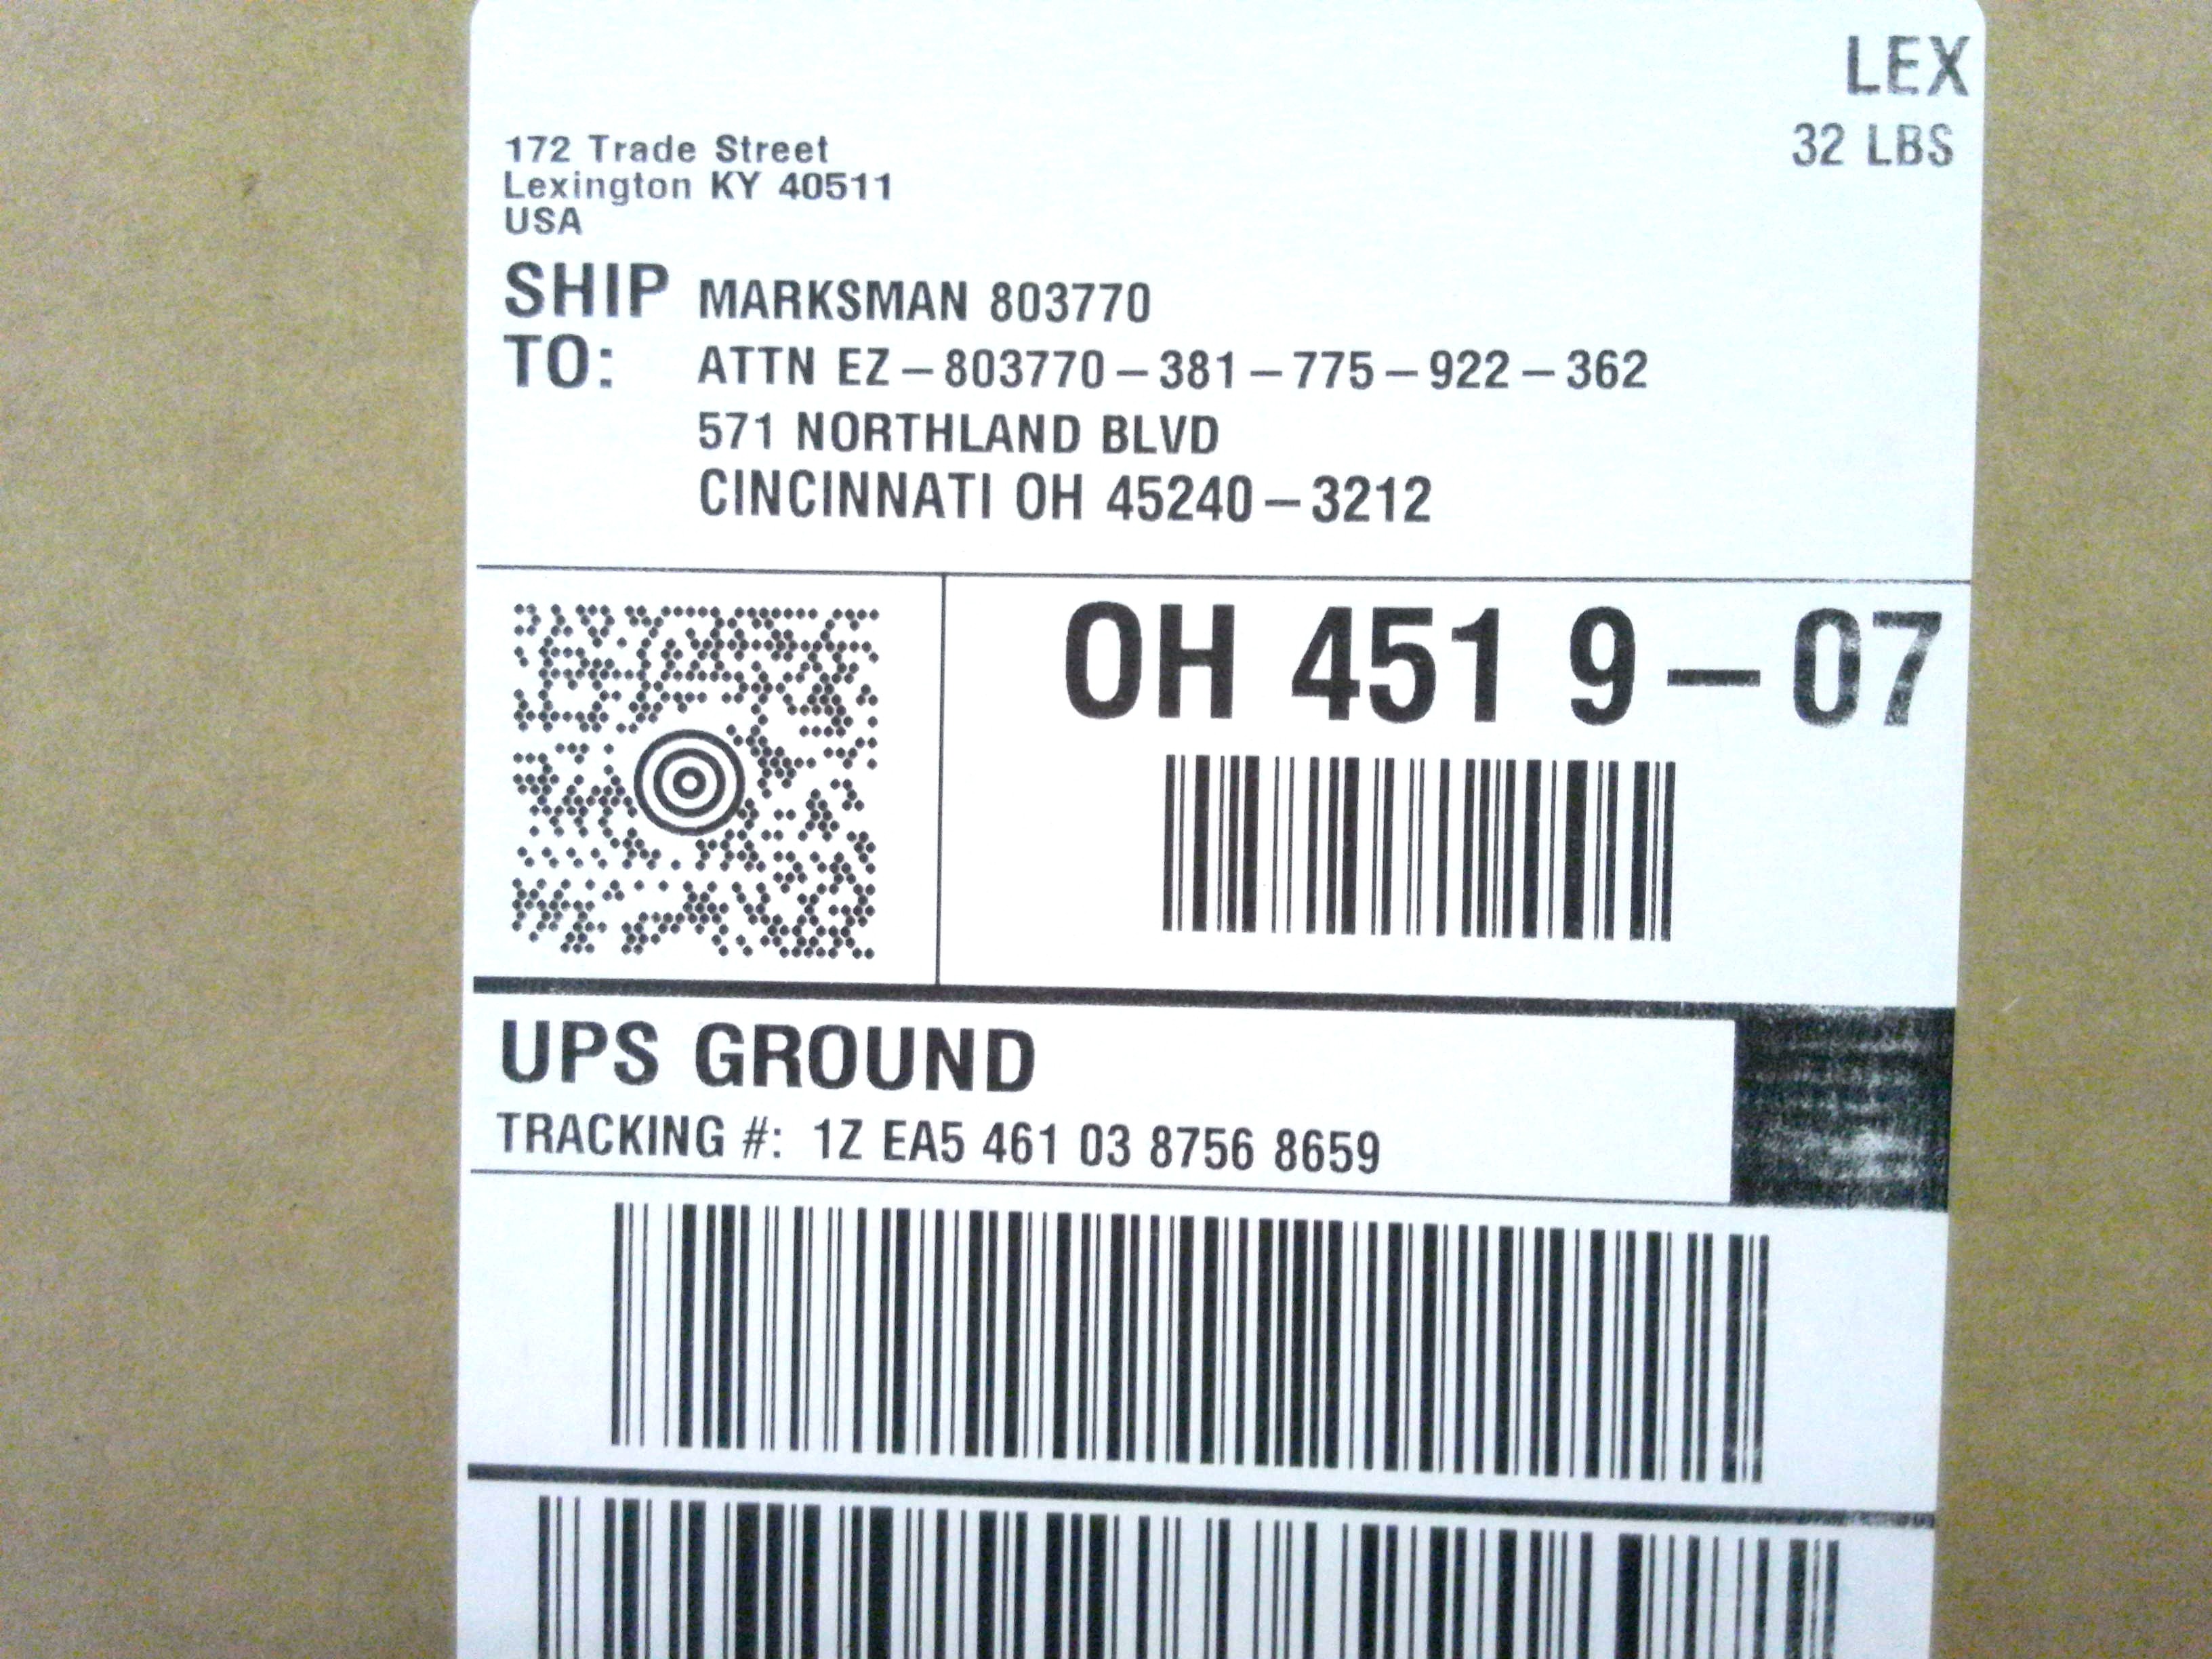 LEX
32 LBS
172 Trade Street
Lexington KY 40511
USA
SHIP TO:
MARKSMAN 803770
ATTN EZ-803770-381-775-922-362
571 NORTHLAND BLVD
CINCINNATI OH 45240-3212
OH 451 9-07
UPS GROUND
TRACKING #: 1Z EA5 461 03 8756 8659